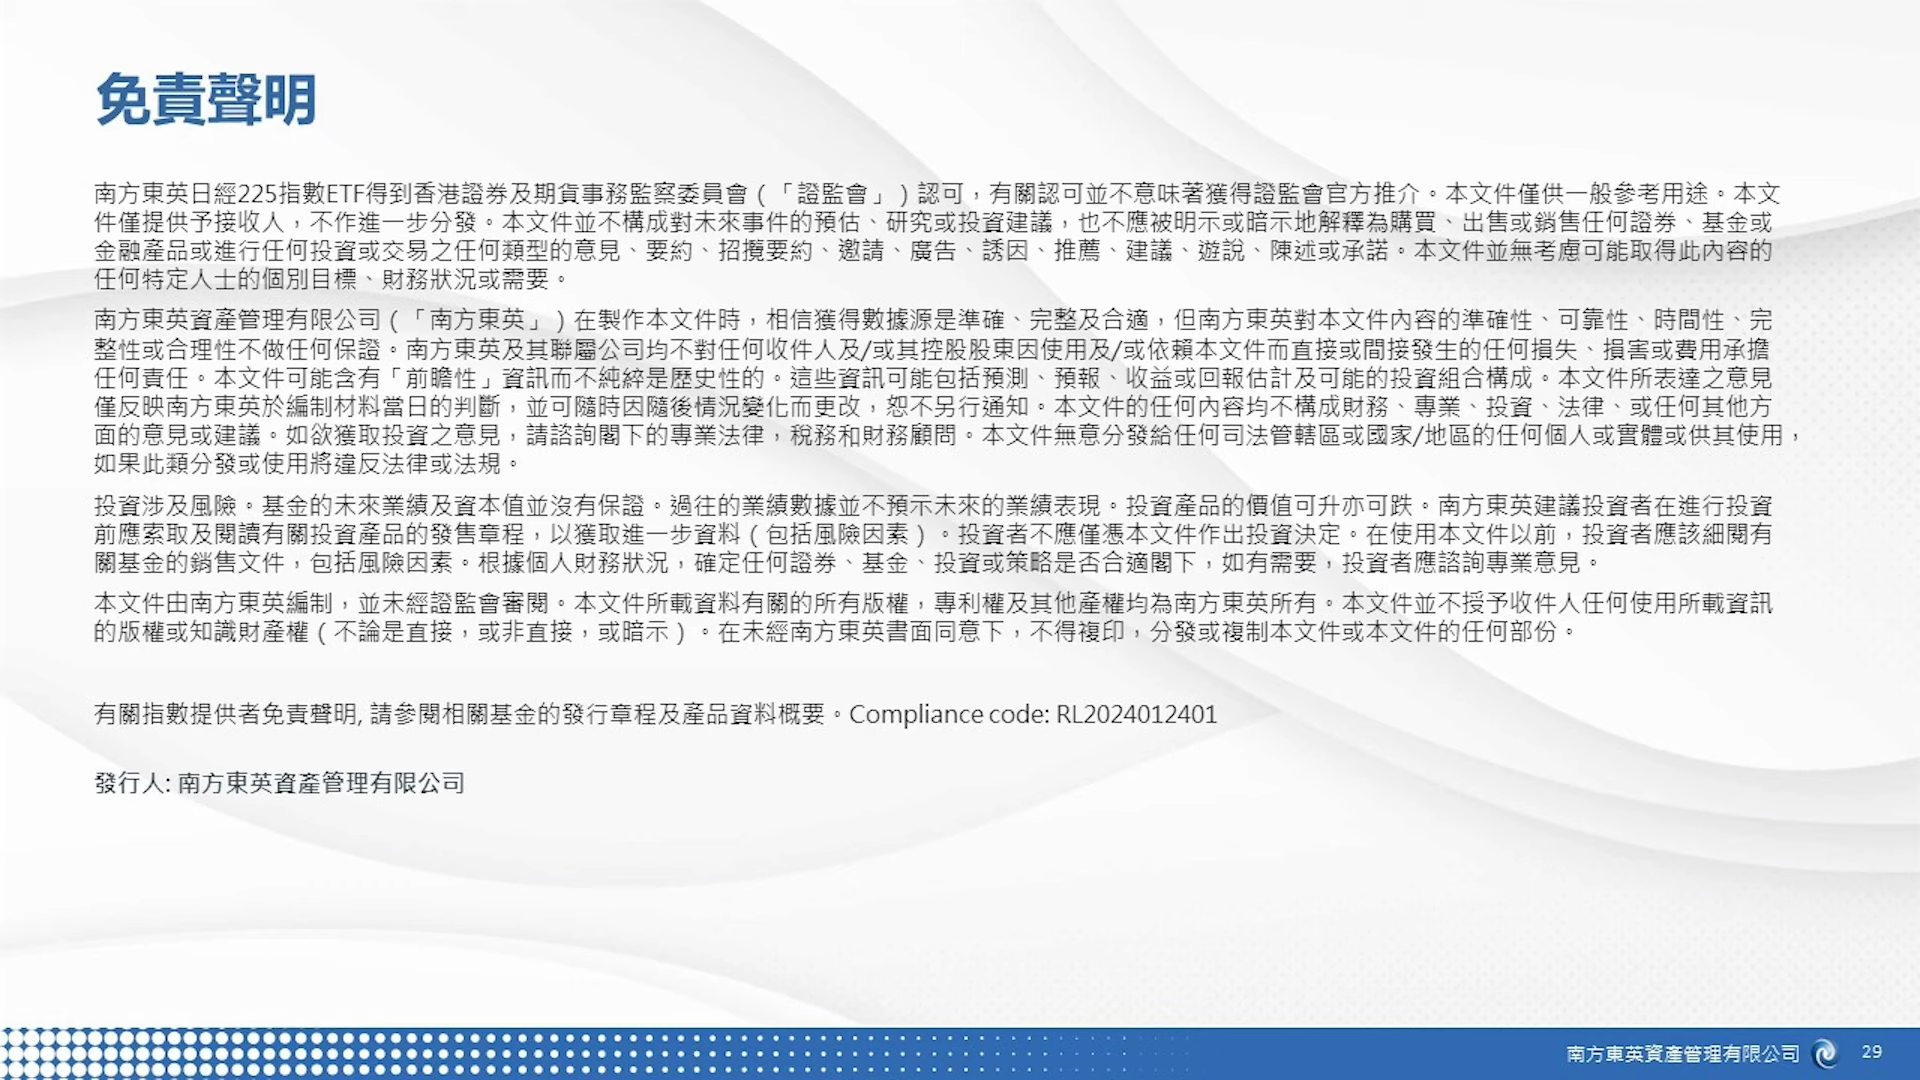 免責聲明
南方東英日經225指數ETF得到香港證券及期貨事務監察委員會（「證監會」）認可，有關認可並不意味著獲得證監會官方推介。本文件僅供一般參考用途。本文
件僅提供予接收人，不作進一步分發。本文件並不構成對未來事件的預估、研究或投資建議，也不應被明示或暗示地解釋為購買、出售或銷售任何證券、基金或
金融產品或進行任何投資或交易之任何類型的意見、要約、招攬要約、邀請、廣告、誘因、推薦、建議、遊說、陳述或承諾。本文件並無考慮可能取得此內容的
任何特定人士的個別目標、財務狀況或需要。
南方東英資產管理有限公司（「南方東英」）在製作本文件時，相信獲得數據源是準確、完整及合適，但南方東英對本文件內容的準確性、可靠性、時間性、完
整性或合理性不做任何保證。南方東英及其聯屬公司均不對任何收件人及/或其控股股東因使用及/或依賴本文件而直接或間接發生的任何損失、損害或費用承擔
任何責任。本文件可能含有「前瞻性」資訊而不純綷是歷史性的。這些資訊可能包括預測、預報、收益或回報估計及可能的投資組合構成。本文件所表達之意見
僅反映南方東英於編制材料當日的判斷，並可隨時因隨後情況變化而更改，恕不另行通知。本文件的任何內容均不構成財務、專業、投資、法律、或任何其他方
面的意見或建議。如欲獲取投資之意見，請諮詢閣下的專業法律，稅務和財務顧問。本文件無意分發給任何司法管轄區或國家/地區的任何個人或實體或供其使用，
如果此類分發或使用將違反法律或法規。
投資涉及風險。基金的未來業績及資本值並沒有保證。過往的業績數據並不預示未來的業績表現。投資產品的價值可升亦可跌。南方東英建議投資者在進行投資
前應索取及閱讀有關投資產品的發售章程，以獲取進一步資料（包括風險因素）。投資者不應僅憑本文件作出投資決定。在使用本文件以前，投資者應該細閱有
關基金的銷售文件，包括風險因素。根據個人財務狀況，確定任何證券、基金、投資或策略是否合適閣下，如有需要，投資者應諮詢專業意見。
本文件由南方東英編制，並未經證監會審閱。本文件所載資料有關的所有版權，專利權及其他產權均為南方東英所有。本文件並不授予收件人任何使用所載資訊
的版權或知識財產權（不論是直接，或非直接，或暗示）。在未經南方東英書面同意下，不得複印，分發或複制本文件或本文件的任何部份。
有關指數提供者免責聲明, 請參閱相關基金的發行章程及產品資料概要。Compliance code: RL2024012401
發行人: 南方東英資產管理有限公司
南方東英資產管理有限公司 29